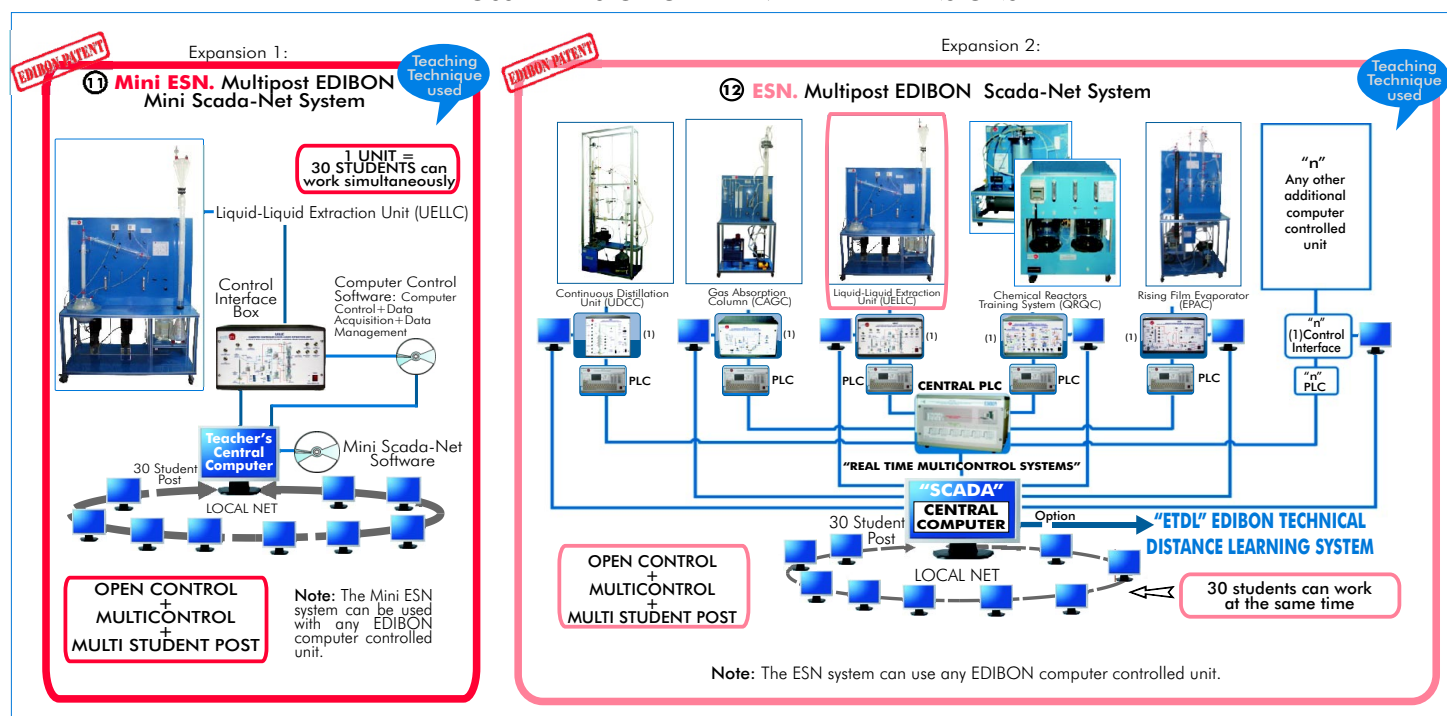 Expansion 1:
EDIBON PATENT
Teaching
Technique
used
11 Mini ESN. Multipost EDIBON
Mini Scada-Net System
1 UNIT =
30 STUDENTS can
work simultaneously
Liquid-Liquid Extraction Unit (UELLC)
Control
Interface
Box
Computer Control
Software: Computer
Control+Data
Acquisition+Data
Management
Teacher's
Central
Computer
Mini Scada-Net
Software
30 Student
Post
LOCAL NET
OPEN CONTROL
+
MULTICONTROL
+
MULTI STUDENT POST
Note: The Mini ESN
system can be used
with any EDIBON
computer controlled
unit.
Expansion 2:
EDIBON PATENT
Teaching
Technique
used
12 ESN. Multipost EDIBON Scada-Net System
"n"
Any other
additional
computer
controlled
unit
Continuous Distillation
Unit (UDCC)
Gas Absorption
Column (CAGC)
Liquid-Liquid Extraction
Unit (UELLC)
Chemical Reactors
Training System (QRQC)
Rising Film Evaporator
(EPAC)
(1)
(1)
(1)
(1)
(1)
"n"
(1)Control
Interface
PLC
PLC
PLC
PLC
PLC
"n"
PLC
CENTRAL PLC
"REAL TIME MULTICONTROL SYSTEMS"
"SCADA"
CENTRAL
COMPUTER
Option
"ETDL" EDIBON TECHNICAL
DISTANCE LEARNING SYSTEM
30 Student
Post
LOCAL NET
OPEN CONTROL
+
MULTICONTROL
+
MULTI STUDENT POST
30 students can work
at the same time
Note: The ESN system can use any EDIBON computer controlled unit.